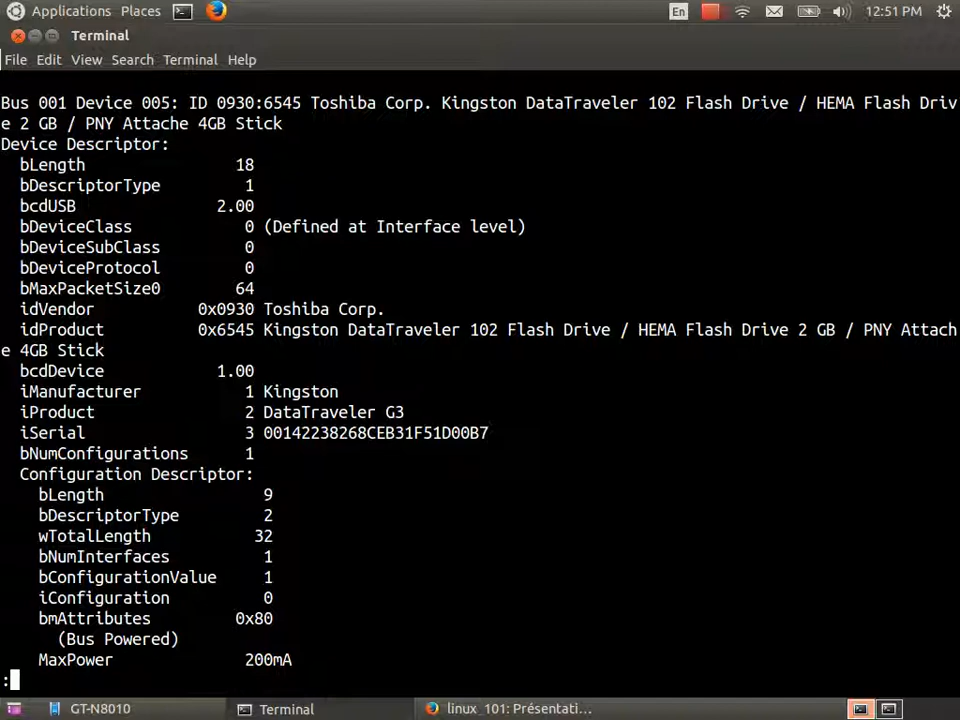 Applications Places En 12:51 PM
Terminal
File Edit View Search Terminal Help
Bus 001 Device 005: ID 0930:6545 Toshiba Corp. Kingston DataTraveler 102 Flash Drive / HEMA Flash Driv
e 2 GB / PNY Attache 4GB Stick
Device Descriptor:
bLength 18
bDescriptorType 1
bcdUSB 2.00
bDeviceClass 0 (Defined at Interface level)
bDeviceSubClass 0
bDeviceProtocol 0
bMaxPacketSize0 64
idVendor 0x0930 Toshiba Corp.
idProduct 0x6545 Kingston DataTraveler 102 Flash Drive / HEMA Flash Drive 2 GB / PNY Attach
e 4GB Stick
bcdDevice 1.00
iManufacturer 1 Kingston
iProduct 2 DataTraveler G3
iSerial 3 00142238268CEB31F51D00B7
bNumConfigurations 1
Configuration Descriptor:
bLength 9
bDescriptorType 2
wTotalLength 32
bNumInterfaces 1
bConfigurationValue 1
iConfiguration 0
bmAttributes 0x80
(Bus Powered)
MaxPower 200mA
:
GT-N8010 Terminal linux_101: Présentati...